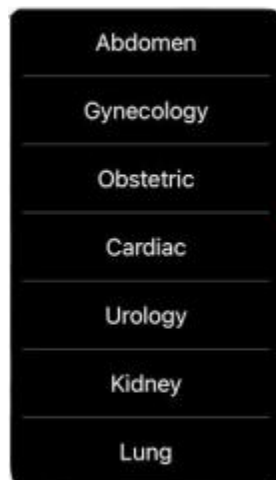 Abdomen
Gynecology
Obstetric
Cardiac
Urology
Kidney
Lung